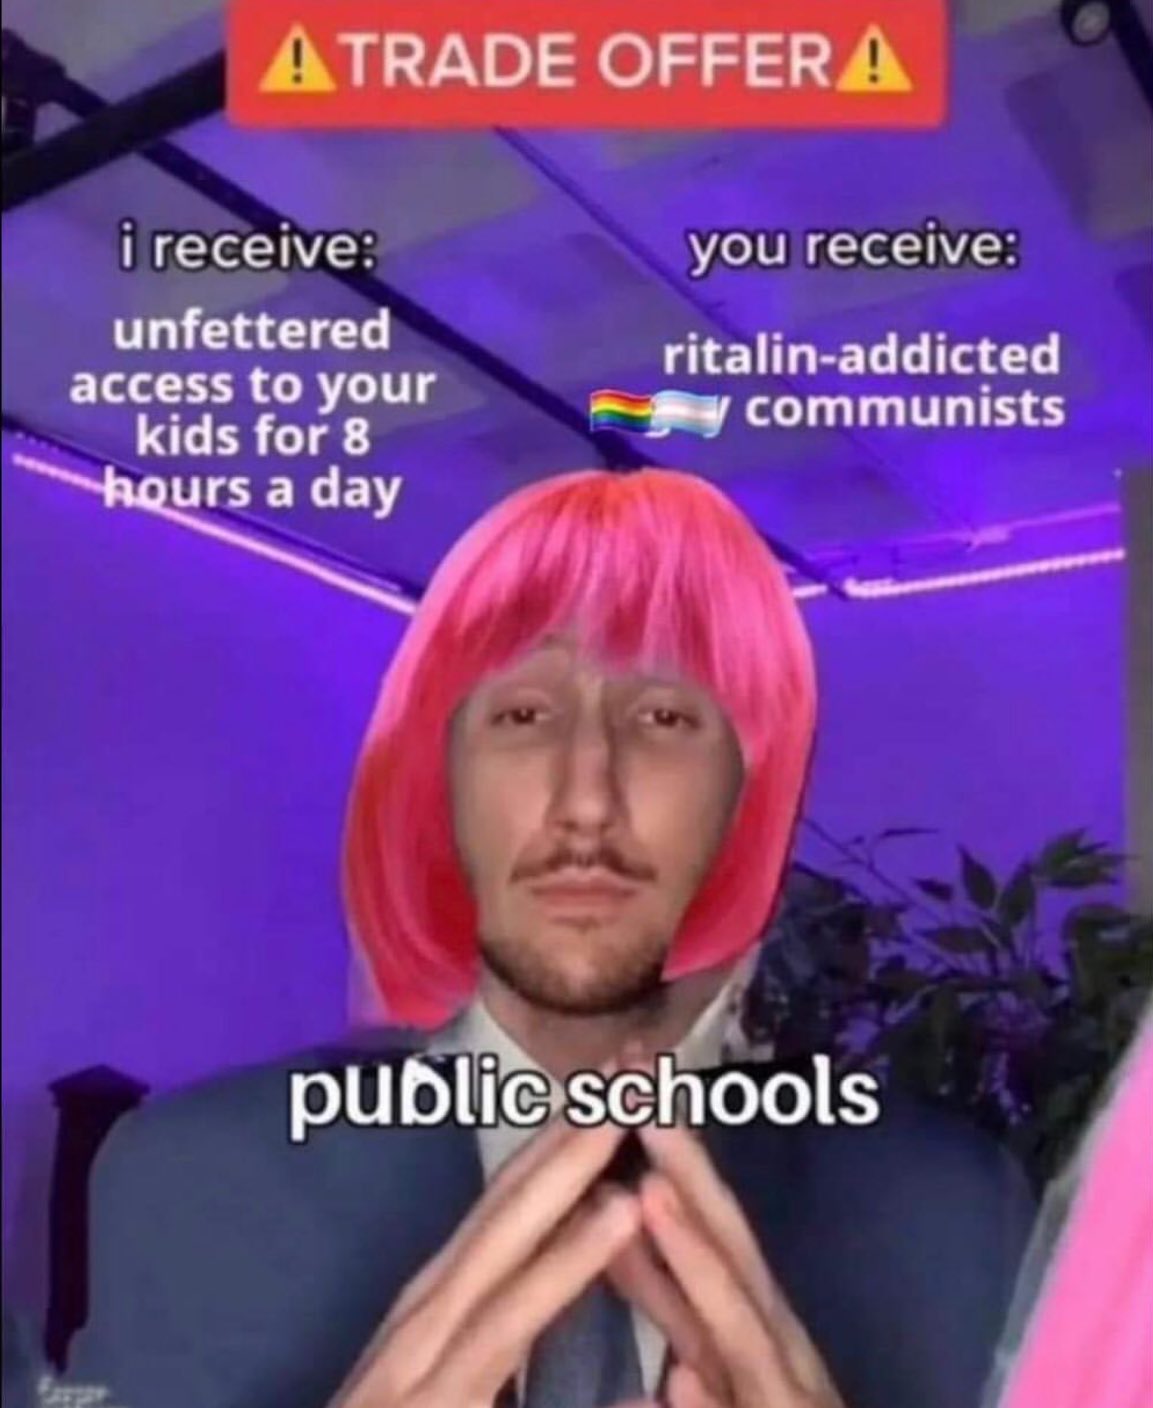 ⚠TRADE OFFER⚠
i receive:
unfettered
access to your
kids for 8
hours a day
you receive:
ritalin-addicted
🏳️‍🌈🏳️‍⚧️ communists
public schools